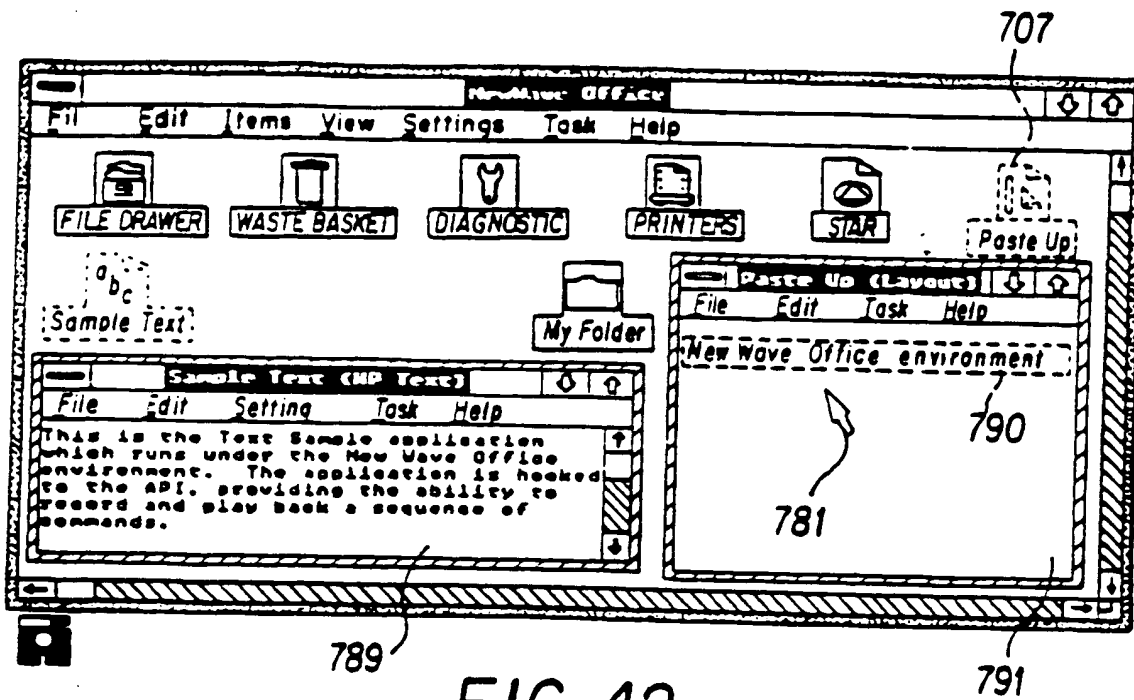 707
NewWave Office
Fil Edit Items View Settings Task Help
FILE DRAWER WASTE BASKET DIAGNOSTIC PRINTERS STAR Paste Up
abc
Sample Text
My Folder
Paste Up (Layout)
File Edit Task Help
New Wave Office environment
790
781
Sample Text (HP Text)
File Edit Setting Task Help
This is the Text Sample application
which runs under the New Wave Office
environment. The application is hooked
to the API, providing the ability to
record and play back a sequence of
commands.
789
791
FIG 42